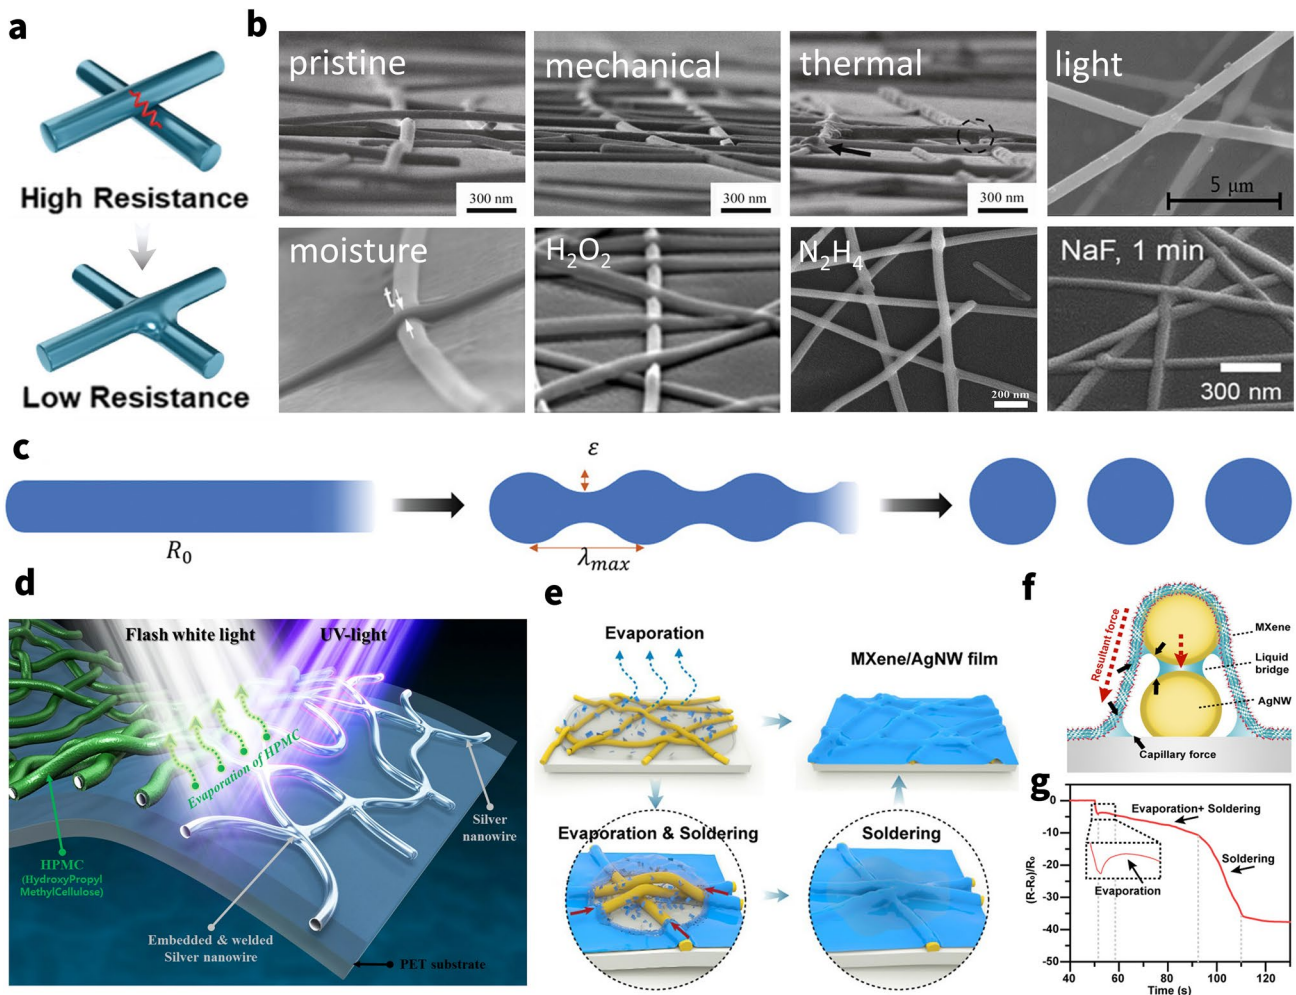 a
High Resistance
Low Resistance
b
pristine
300 nm
mechanical
300 nm
thermal
300 nm
light
5 μm
moisture
t
H₂O₂
N₂H₄
200 nm
NaF, 1 min
300 nm
c
R₀
ε
λₘₐₓ
d
Flash white light
UV-light
Evaporation of HPMC
Silver
nanowire
HPMC
(HydroxyPropyl
MethylCellulose)
Embedded & welded
Silver nanowire
PET substrate
e
Evaporation
MXene/AgNW film
Evaporation & Soldering
Soldering
f
Resultant force
MXene
Liquid
bridge
AgNW
Capillary force
g
(R-R₀)/R₀
0
-10
-20
-30
-40
-50
Evaporation+ Soldering
Soldering
Evaporation
40
60
80
100
120
Time (s)